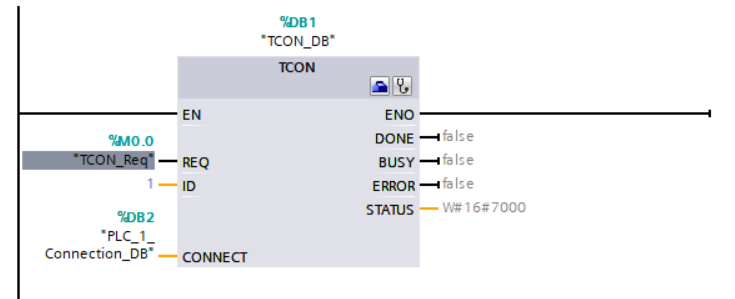 %DB1
"TCON_DB"
TCON
EN
ENO
%M0.0
DONE
false
"TCON_Req"
REQ
BUSY
false
1
ID
ERROR
false
%DB2
STATUS
W#16#7000
"PLC_1_
Connection_DB"
CONNECT